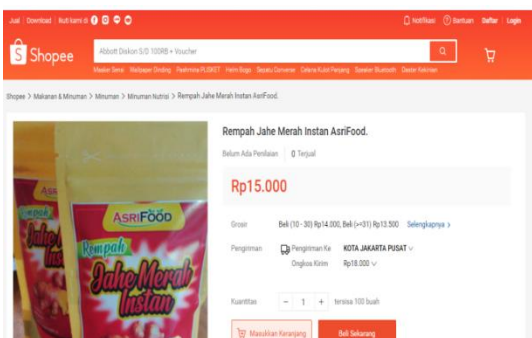 Jual | Download | Ikuti kami di
Notifikasi Bantuan Daftar | Login
Shopee
Abbott Diskon S/D 100RB + Voucher
Masker Sensi Wallpaper Dinding Pashmina PLISKET Helm Bogo Sepatu Converse Celana Kulot Panjang Speaker Bluetooth Daster Kekinian
Shopee > Makanan & Minuman > Minuman > Minuman Nutrisi > Rempah Jahe Merah Instan AsriFood.
Rempah Jahe Merah Instan AsriFood.
Belum Ada Penilaian | 0 Terjual
Rp15.000
Grosir Beli (10 - 30) Rp14.000, Beli (>=31) Rp13.500 Selengkapnya >
Pengiriman Pengiriman Ke KOTA JAKARTA PUSAT
Ongkos Kirim Rp18.000
Kuantitas − 1 + tersisa 100 buah
Masukkan Keranjang Beli Sekarang
ASRIFOOD
Rempah
Jahe Merah
Instan